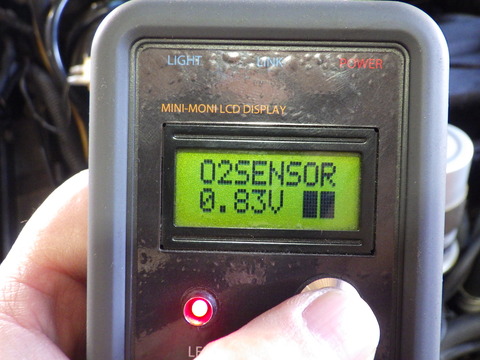 LIGHT LINK POWER
MINI-MONI LCD DISPLAY
O2SENSOR
0.83V